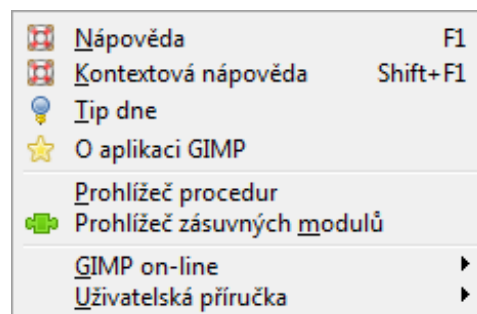 Nápověda F1
Kontextová nápověda Shift+F1
Tip dne
O aplikaci GIMP
Prohlížeč procedur
Prohlížeč zásuvných modulů
GIMP on-line
Uživatelská příručka